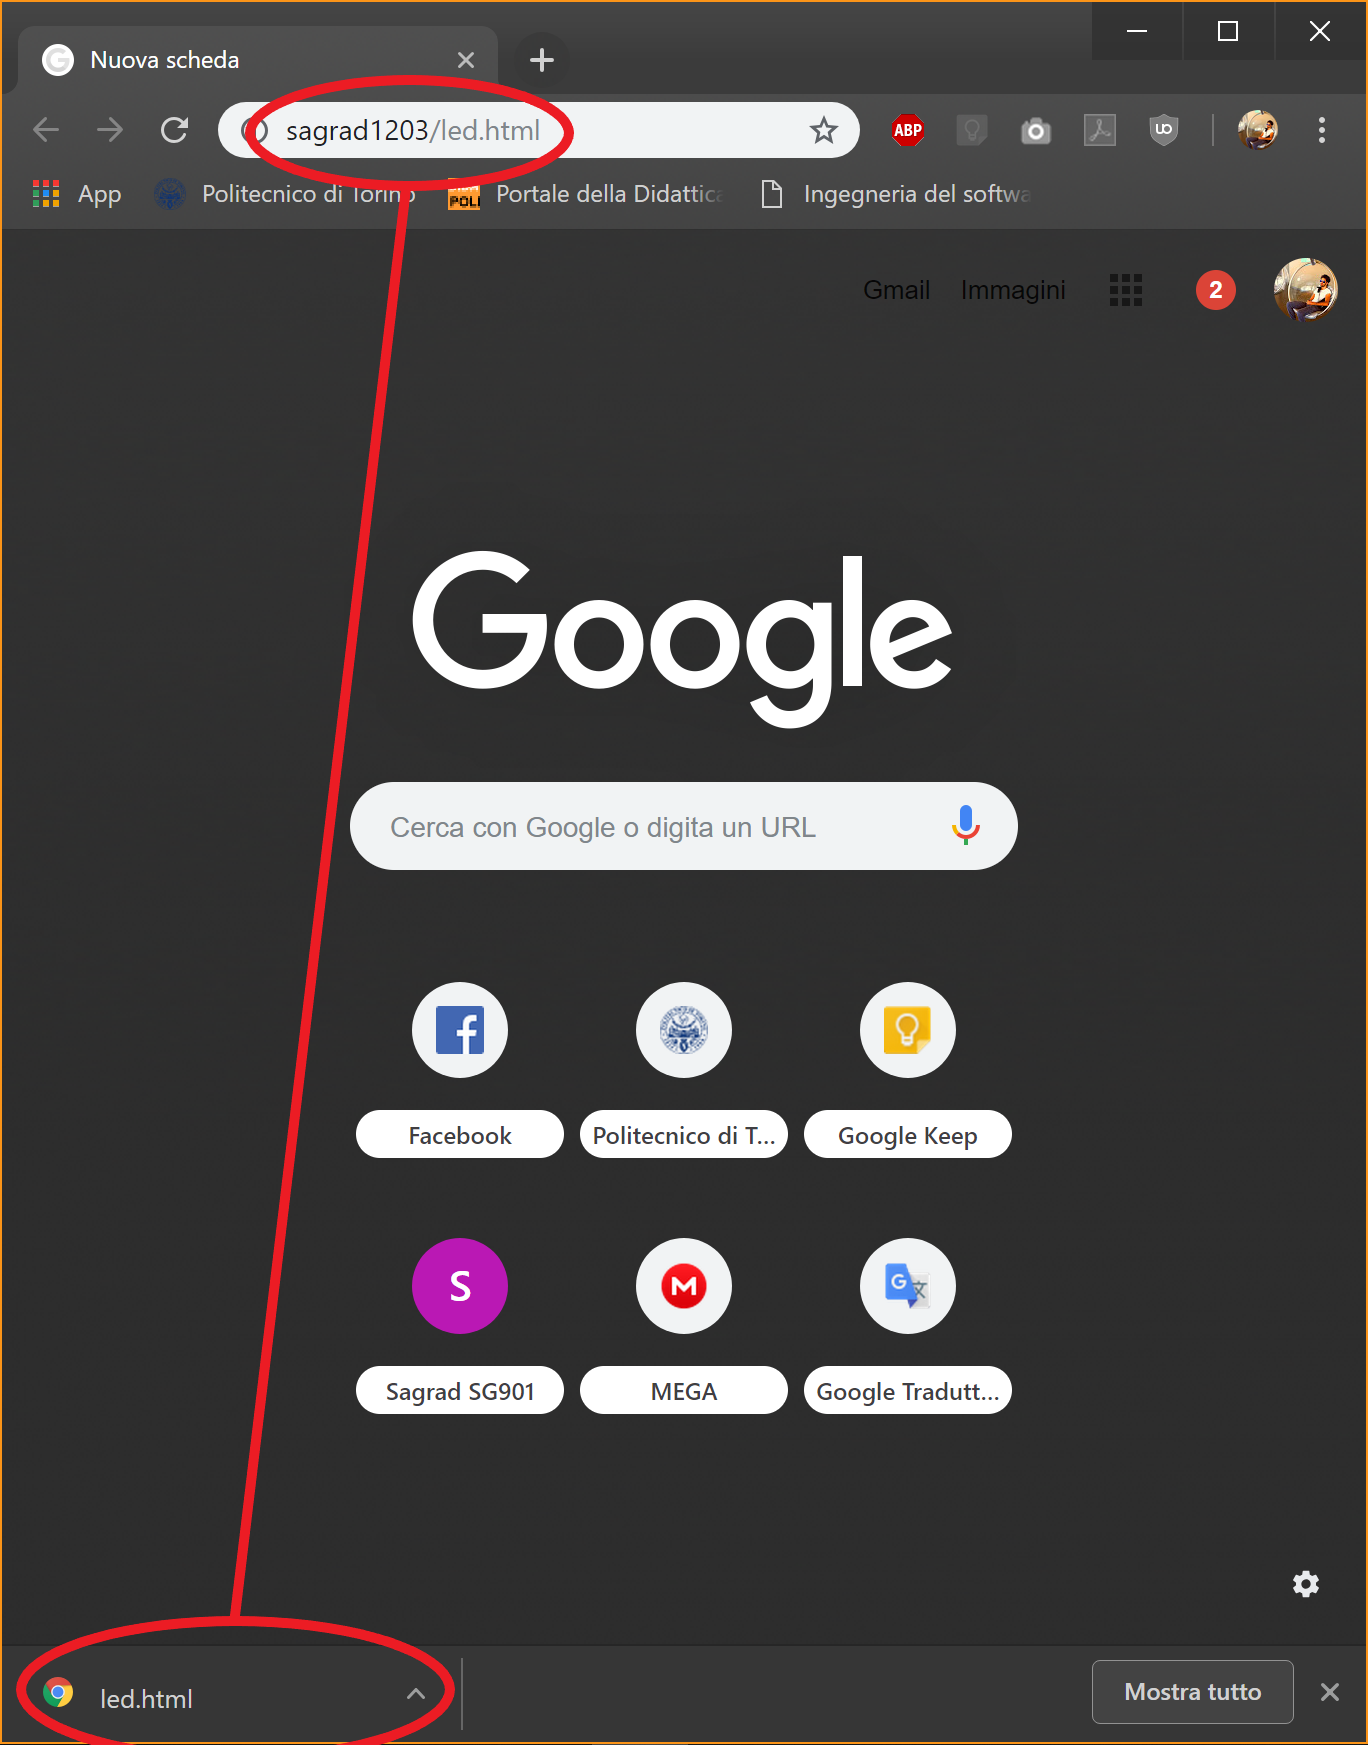 Nuova scheda
sagrad1203/led.html
ABP
uo
App
Politecnico di Torino
POLI
Portale della Didattica
Ingegneria del softwa
Gmail
Immagini
2
Google
Cerca con Google o digita un URL
Facebook
Politecnico di T...
Google Keep
S
M
G
Sagrad SG901
MEGA
Google Tradutt...
led.html
Mostra tutto